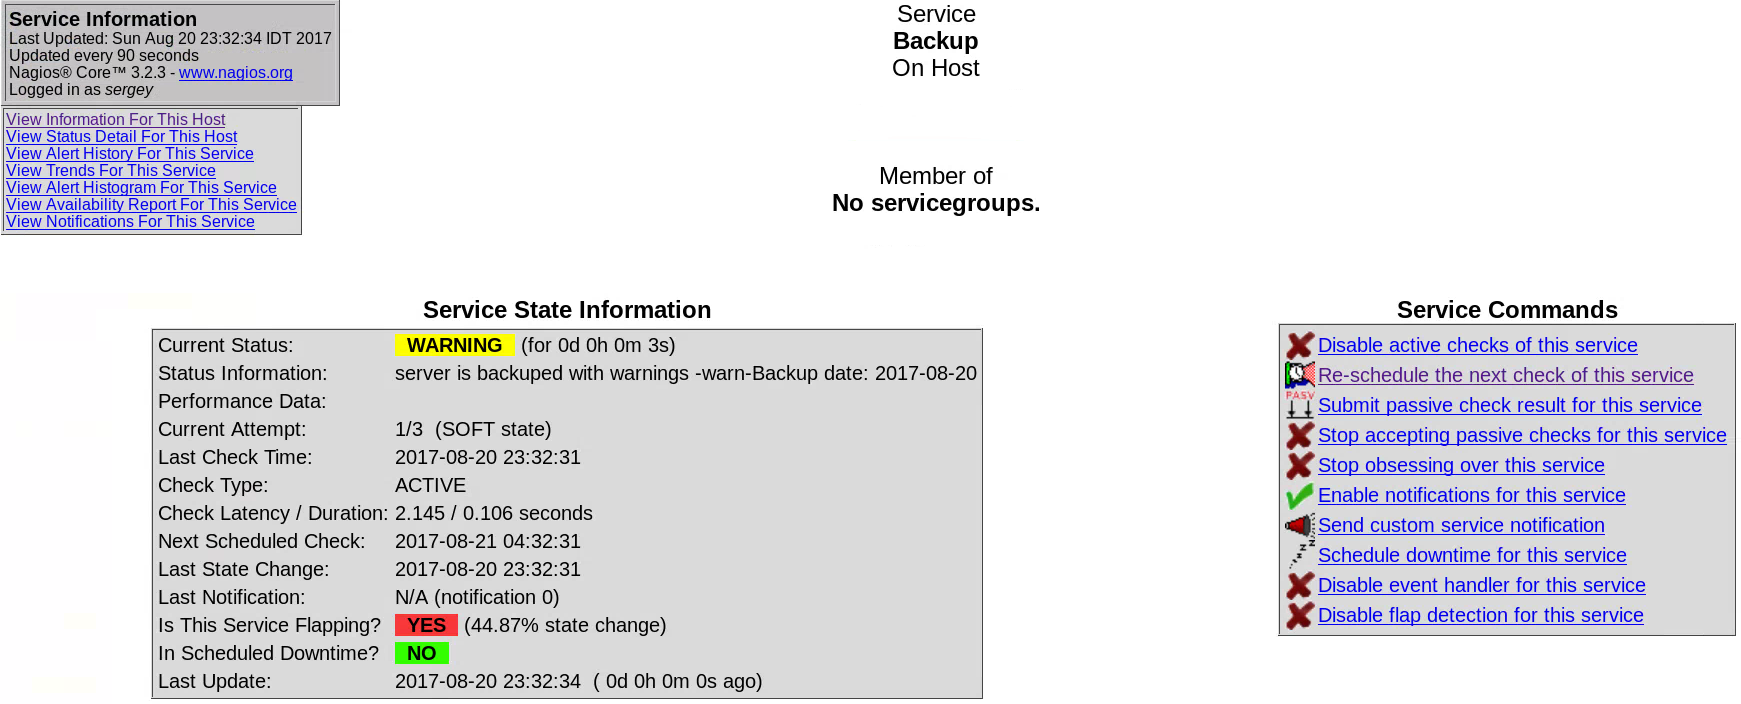 Service Information
Last Updated: Sun Aug 20 23:32:34 IDT 2017
Updated every 90 seconds
Nagios® Core™ 3.2.3 - www.nagios.org
Logged in as sergey
View Information For This Host
View Status Detail For This Host
View Alert History For This Service
View Trends For This Service
View Alert Histogram For This Service
View Availability Report For This Service
View Notifications For This Service
Service
Backup
On Host
Member of
No servicegroups.
Service State Information
Current Status: WARNING (for 0d 0h 0m 3s)
Status Information: server is backuped with warnings -warn-Backup date: 2017-08-20
Performance Data:
Current Attempt: 1/3 (SOFT state)
Last Check Time: 2017-08-20 23:32:31
Check Type: ACTIVE
Check Latency / Duration: 2.145 / 0.106 seconds
Next Scheduled Check: 2017-08-21 04:32:31
Last State Change: 2017-08-20 23:32:31
Last Notification: N/A (notification 0)
Is This Service Flapping? YES (44.87% state change)
In Scheduled Downtime? NO
Last Update: 2017-08-20 23:32:34 ( 0d 0h 0m 0s ago)
Service Commands
Disable active checks of this service
Re-schedule the next check of this service
PASV Submit passive check result for this service
Stop accepting passive checks for this service
Stop obsessing over this service
Enable notifications for this service
Send custom service notification
Schedule downtime for this service
Disable event handler for this service
Disable flap detection for this service